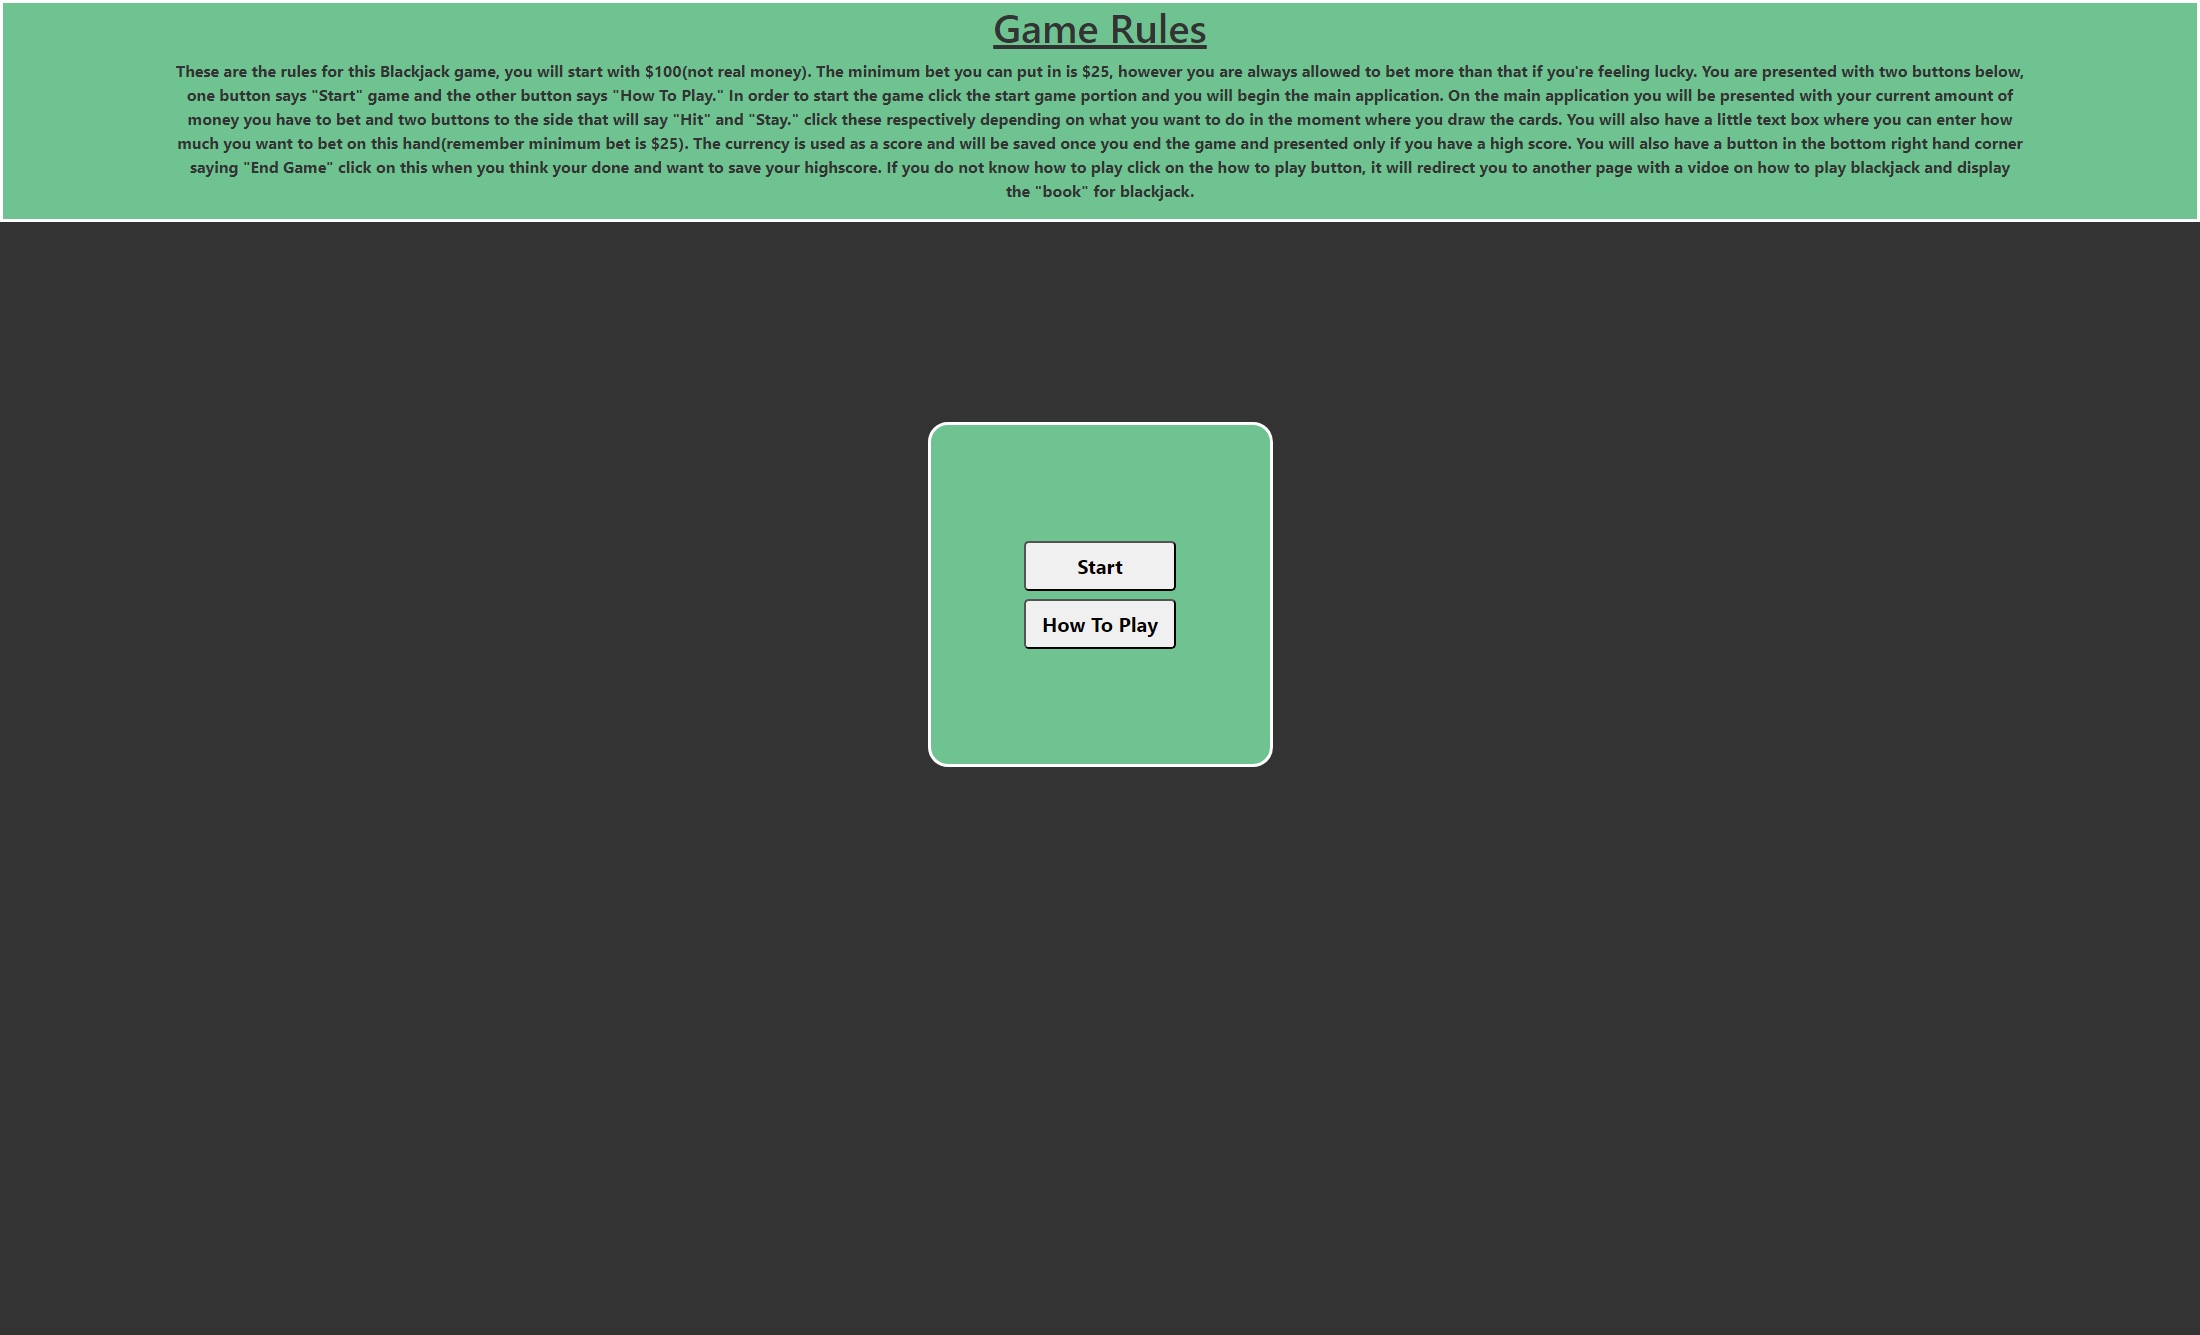 Game Rules
These are the rules for this Blackjack game, you will start with $100(not real money). The minimum bet you can put in is $25, however you are always allowed to bet more than that if you're feeling lucky. You are presented with two buttons below,
one button says "Start" game and the other button says "How To Play." In order to start the game click the start game portion and you will begin the main application. On the main application you will be presented with your current amount of
money you have to bet and two buttons to the side that will say "Hit" and "Stay." click these respectively depending on what you want to do in the moment where you draw the cards. You will also have a little text box where you can enter how
much you want to bet on this hand(remember minimum bet is $25). The currency is used as a score and will be saved once you end the game and presented only if you have a high score. You will also have a button in the bottom right hand corner
saying "End Game" click on this when you think your done and want to save your highscore. If you do not know how to play click on the how to play button, it will redirect you to another page with a vidoe on how to play blackjack and display
the "book" for blackjack.
Start
How To Play